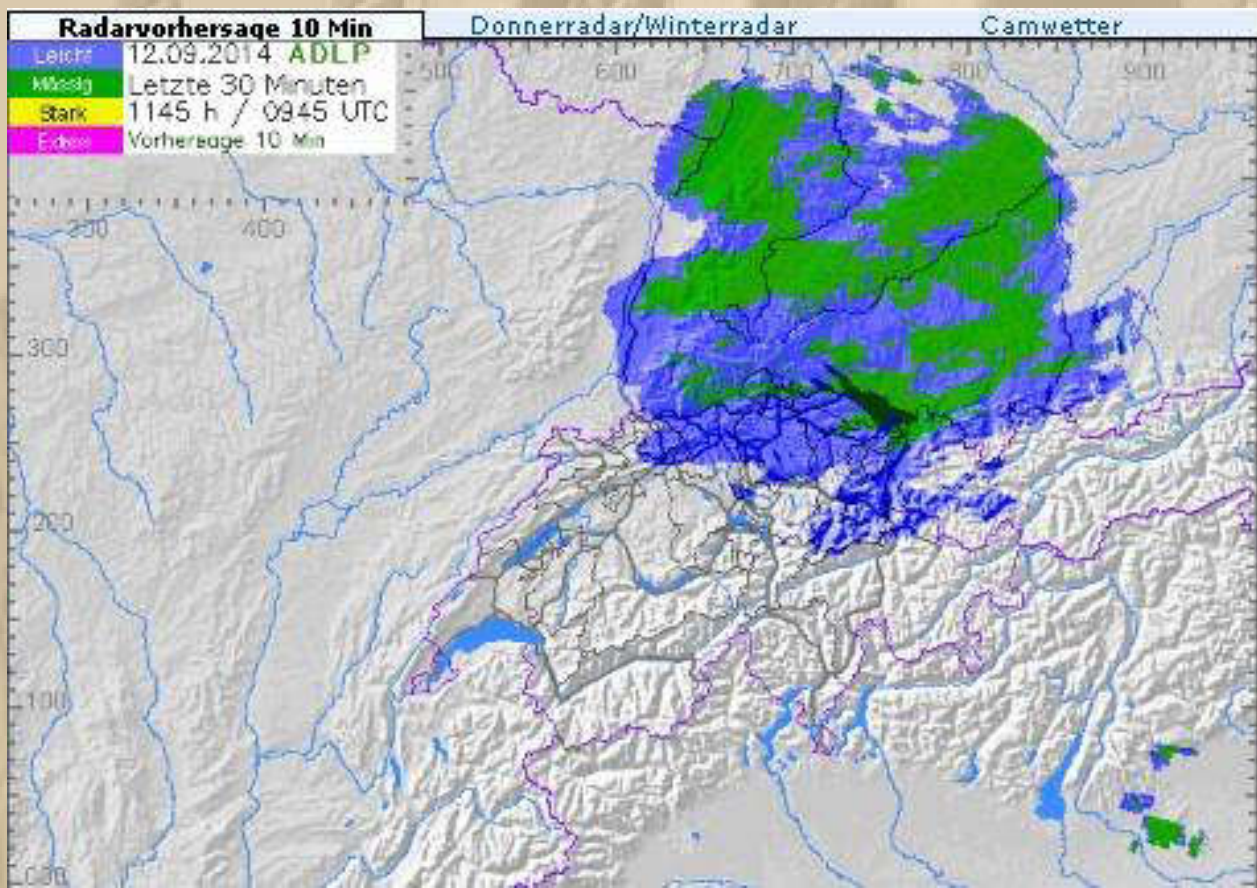 Radarvorhersage 10 Min Donnerradar/Winterradar Camwetter
Leicht 12.09.2014 ADLP
Mässig Letzte 30 Minuten
Stark 1145 h / 0945 UTC
Extrem Vorhersage 10 Min
500 600 700 800 900
300 400
300
200
100
000